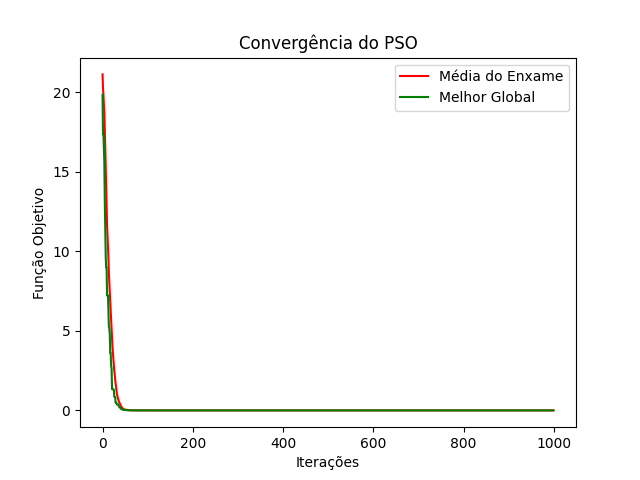 Convergência do PSO
Média do Enxame
Melhor Global
Função Objetivo
20
15
10
5
0
0 200 400 600 800 1000
Iterações